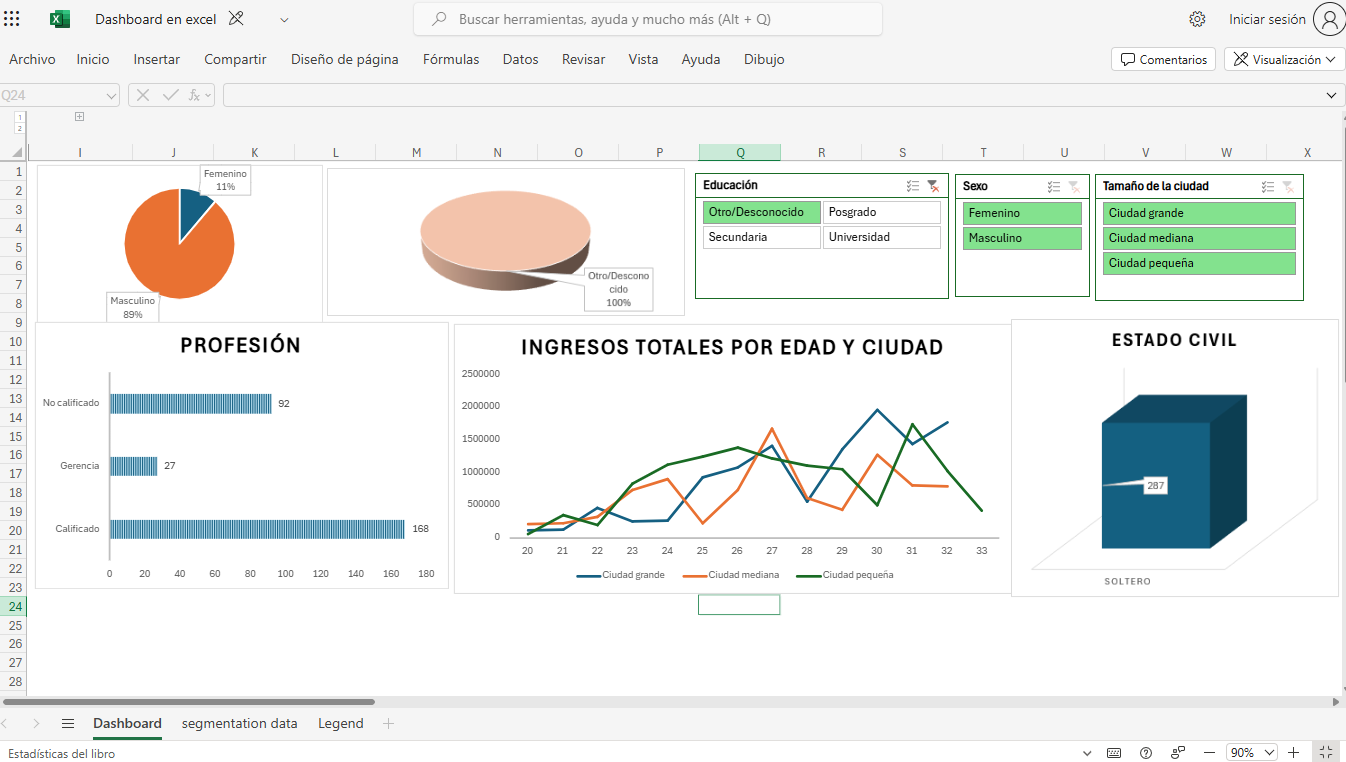 Dashboard en excel
Buscar herramientas, ayuda y mucho más (Alt + Q)
Iniciar sesión
Archivo Inicio Insertar Compartir Diseño de página Fórmulas Datos Revisar Vista Ayuda Dibujo
Comentarios
Visualización
Q24
fx
1
2
I J K L M N O P Q R S T U V W X
1
2
3
4
5
6
7
8
9
10
11
12
13
14
15
16
17
18
19
20
21
22
23
24
25
26
27
28
Femenino
11%
Masculino
89%
Otro/Descono
cido
100%
Educación
Otro/Desconocido Posgrado
Secundaria Universidad
Sexo
Femenino
Masculino
Tamaño de la ciudad
Ciudad grande
Ciudad mediana
Ciudad pequeña
PROFESIÓN
No calificado 92
Gerencia 27
Calificado 168
0 20 40 60 80 100 120 140 160 180
INGRESOS TOTALES POR EDAD Y CIUDAD
2500000
2000000
1500000
1000000
500000
0
20 21 22 23 24 25 26 27 28 29 30 31 32 33
Ciudad grande Ciudad mediana Ciudad pequeña
ESTADO CIVIL
287
SOLTERO
Dashboard segmentation data Legend
Estadísticas del libro
90%